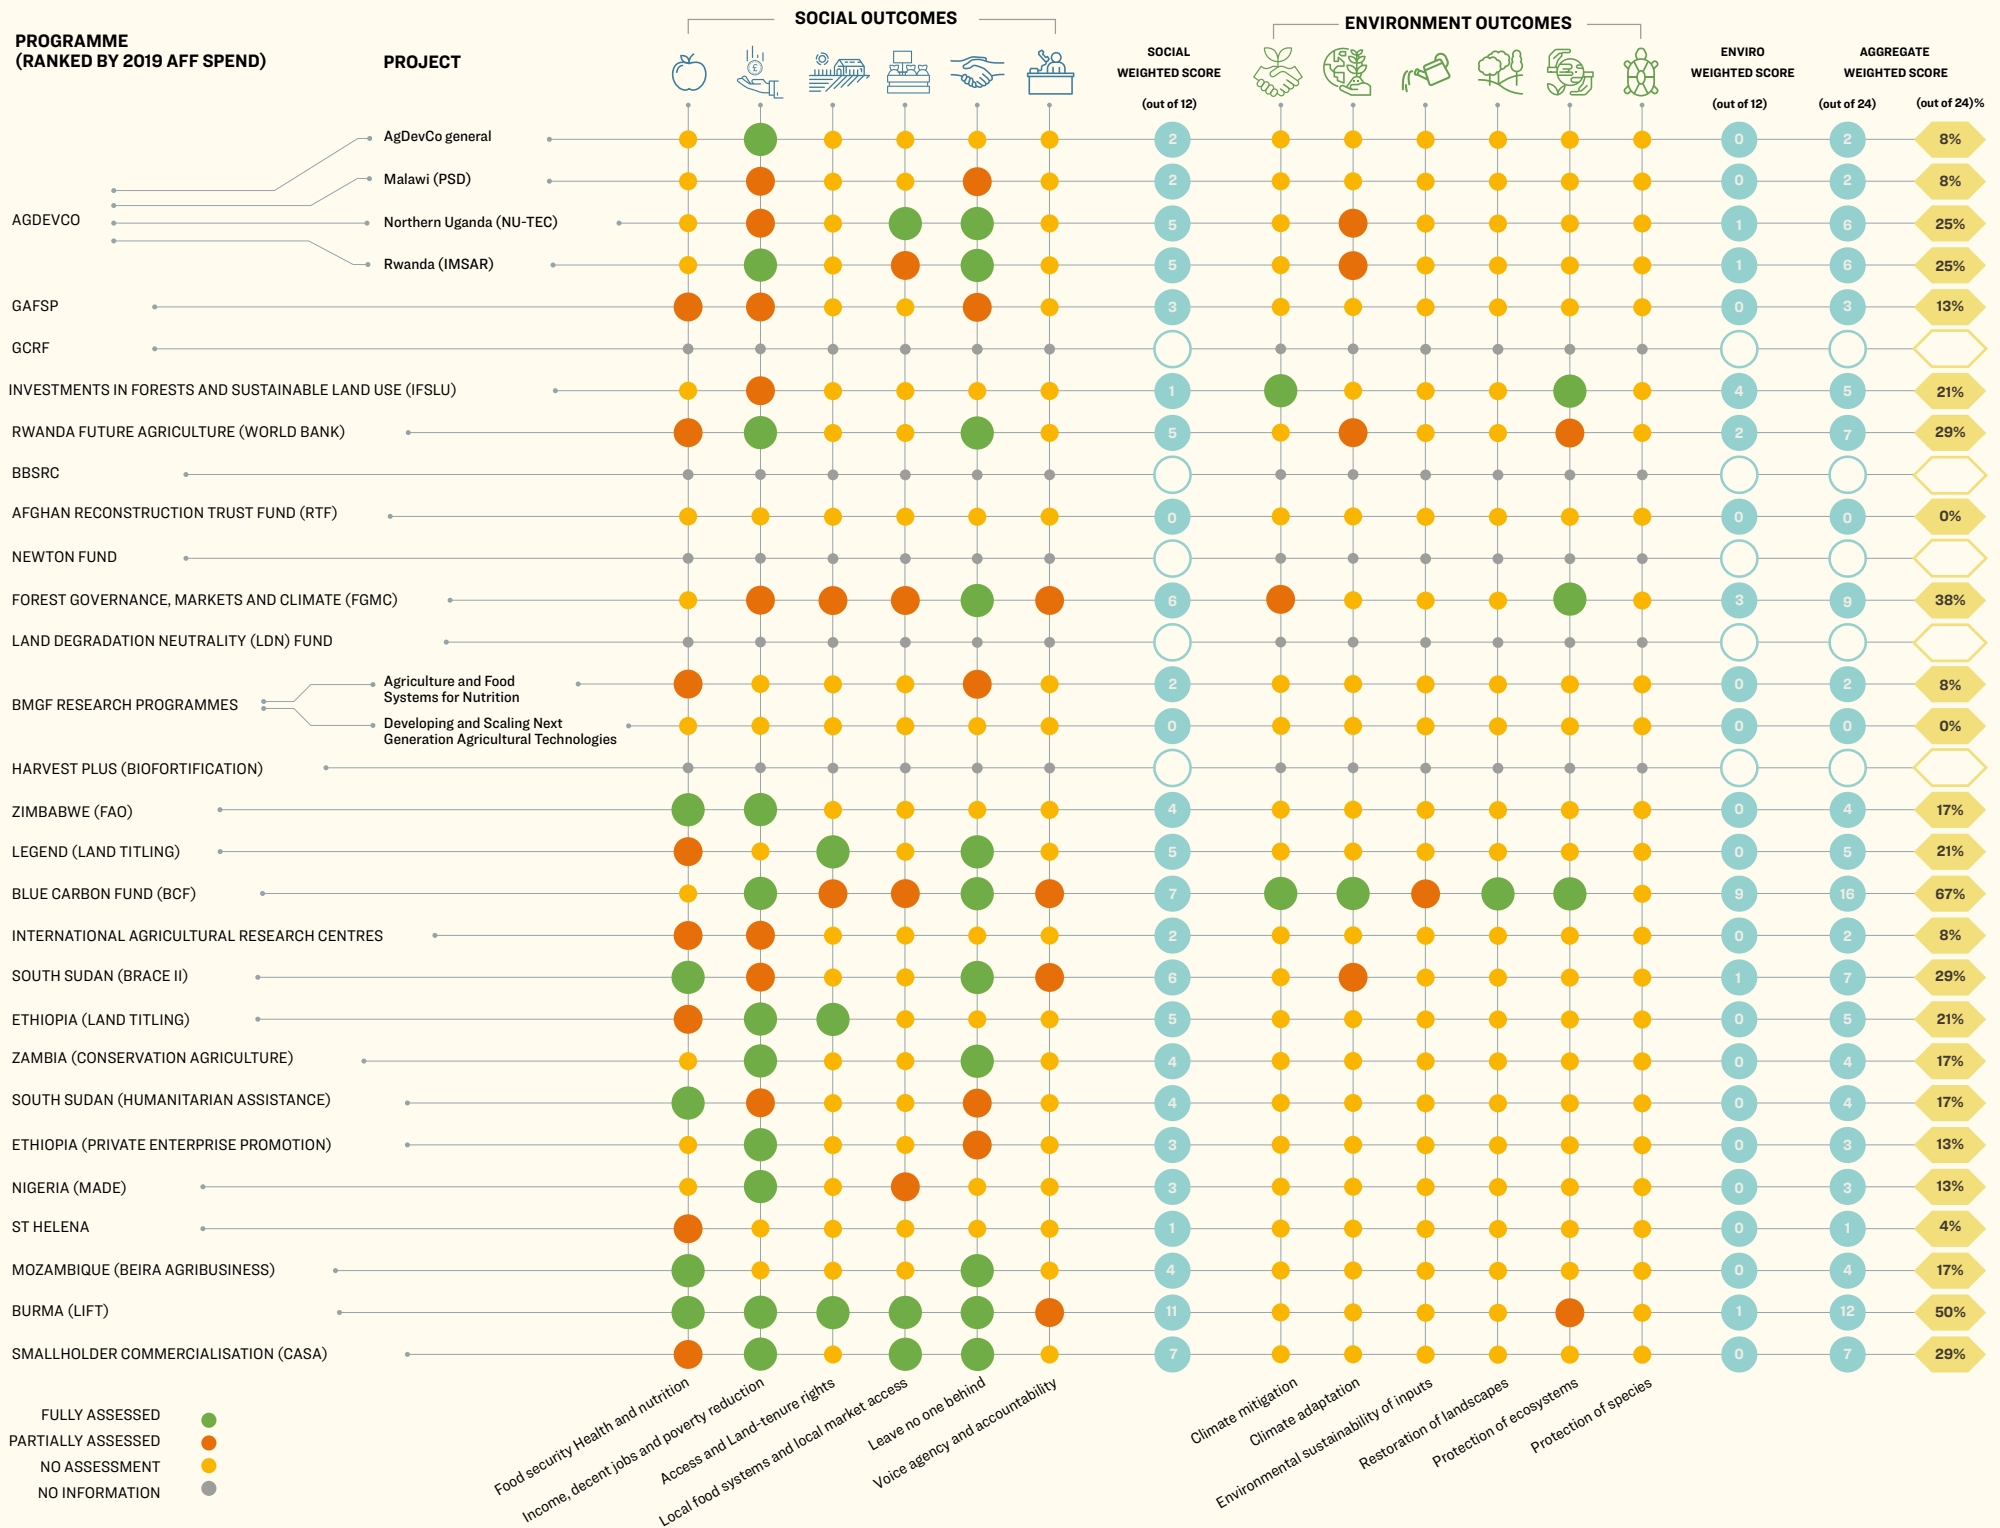 SOCIAL OUTCOMES
ENVIRONMENT OUTCOMES
PROGRAMME
(RANKED BY 2019 AFF SPEND)
PROJECT
SOCIAL
WEIGHTED SCORE
(out of 12)
ENVIRO
WEIGHTED SCORE
(out of 12)
AGGREGATE
WEIGHTED SCORE
(out of 24)
(out of 24)%
AGDEVCO
AgDevCo general 2 0 2 8%
Malawi (PSD) 2 0 2 8%
Northern Uganda (NU-TEC) 5 1 6 25%
Rwanda (IMSAR) 5 1 6 25%
GAFSP 3 0 3 13%
GCRF
INVESTMENTS IN FORESTS AND SUSTAINABLE LAND USE (IFSLU) 1 4 5 21%
RWANDA FUTURE AGRICULTURE (WORLD BANK) 5 2 7 29%
BBSRC
AFGHAN RECONSTRUCTION TRUST FUND (RTF) 0 0 0 0%
NEWTON FUND
FOREST GOVERNANCE, MARKETS AND CLIMATE (FGMC) 6 3 9 38%
LAND DEGRADATION NEUTRALITY (LDN) FUND
BMGF RESEARCH PROGRAMMES
Agriculture and Food
Systems for Nutrition 2 0 2 8%
Developing and Scaling Next
Generation Agricultural Technologies 0 0 0 0%
HARVEST PLUS (BIOFORTIFICATION)
ZIMBABWE (FAO) 4 0 4 17%
LEGEND (LAND TITLING) 5 0 5 21%
BLUE CARBON FUND (BCF) 7 9 16 67%
INTERNATIONAL AGRICULTURAL RESEARCH CENTRES 2 0 2 8%
SOUTH SUDAN (BRACE II) 6 1 7 29%
ETHIOPIA (LAND TITLING) 5 0 5 21%
ZAMBIA (CONSERVATION AGRICULTURE) 4 0 4 17%
SOUTH SUDAN (HUMANITARIAN ASSISTANCE) 4 0 4 17%
ETHIOPIA (PRIVATE ENTERPRISE PROMOTION) 3 0 3 13%
NIGERIA (MADE) 3 0 3 13%
ST HELENA 1 0 1 4%
MOZAMBIQUE (BEIRA AGRIBUSINESS) 4 0 4 17%
BURMA (LIFT) 11 1 12 50%
SMALLHOLDER COMMERCIALISATION (CASA) 7 0 7 29%
Food security Health and nutrition
Income, decent jobs and poverty reduction
Access and Land-tenure rights
Local food systems and local market access
Leave no one behind
Voice agency and accountability
Climate mitigation
Climate adaptation
Environmental sustainability of inputs
Restoration of landscapes
Protection of ecosystems
Protection of species
FULLY ASSESSED
PARTIALLY ASSESSED
NO ASSESSMENT
NO INFORMATION